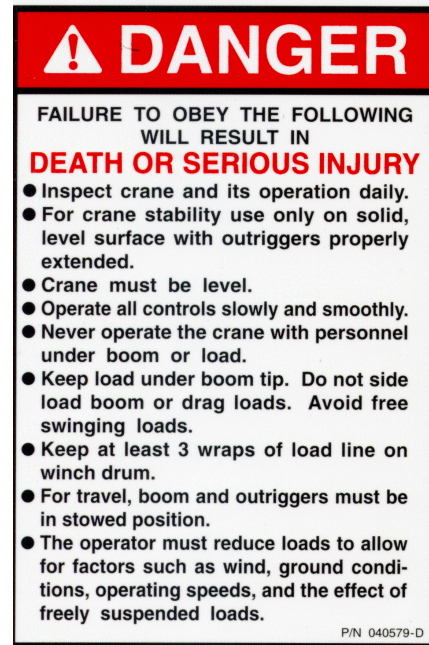 DANGER
FAILURE TO OBEY THE FOLLOWING
WILL RESULT IN
DEATH OR SERIOUS INJURY
● Inspect crane and its operation daily.
● For crane stability use only on solid,
level surface with outriggers properly
extended.
● Crane must be level.
● Operate all controls slowly and smoothly.
● Never operate the crane with personnel
under boom or load.
● Keep load under boom tip. Do not side
load boom or drag loads. Avoid free
swinging loads.
● Keep at least 3 wraps of load line on
winch drum.
● For travel, boom and outriggers must be
in stowed position.
● The operator must reduce loads to allow
for factors such as wind, ground condi-
tions, operating speeds, and the effect of
freely suspended loads.
P/N 040579-D